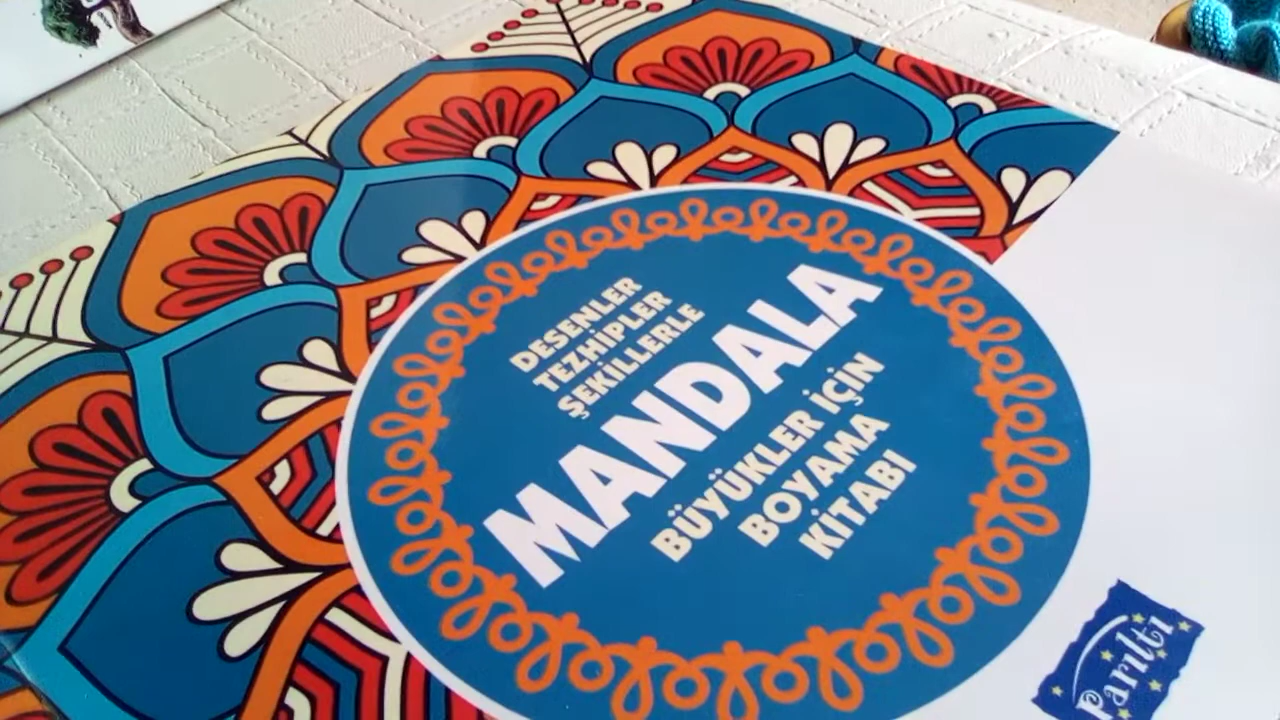 DESENLER
TEZHİPLER
ŞEKİLLERLE
MANDALA
BÜYÜKLER İÇİN
BOYAMA
KİTABI
Parıltı